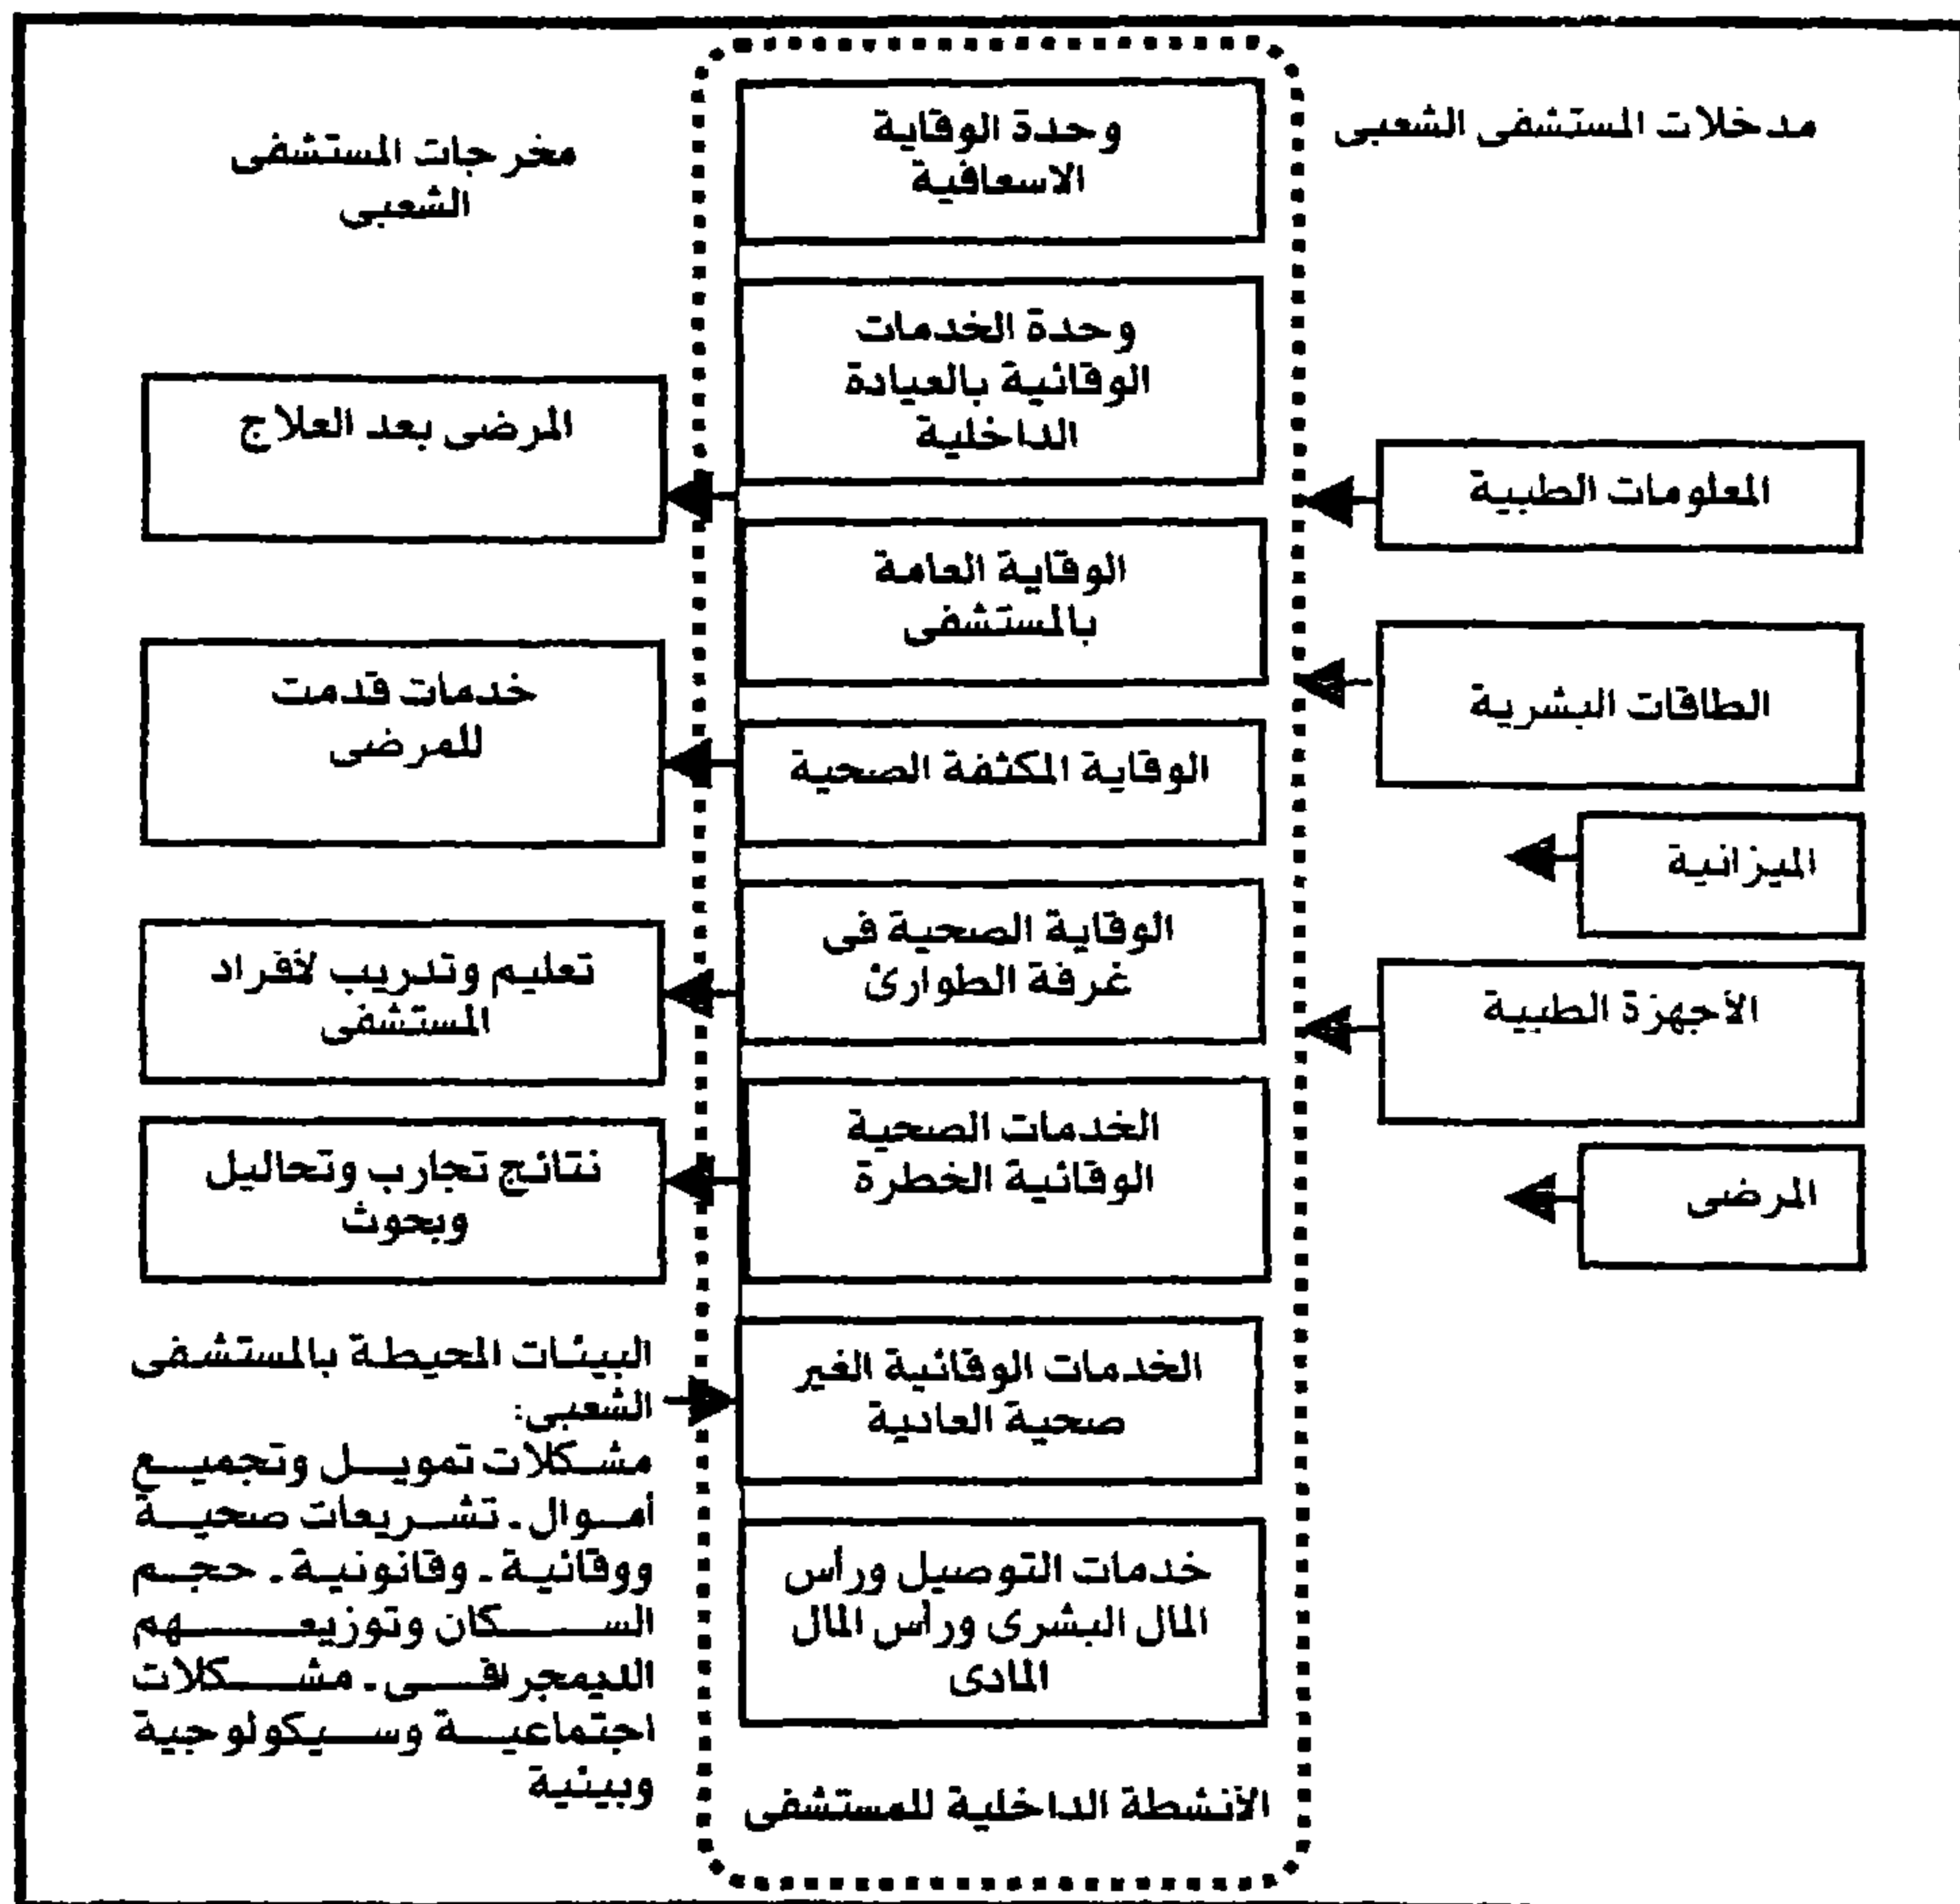 مدخلات المستشفى الشعبى
المعلومات الطبية
الطاقات البشرية
الميزانية
الأجهزة الطبية
المرضى
وحدة الوقاية
الاسعافية
وحدة الخدمات
الوقائية بالعيادة
الداخلية
الوقاية العامة
بالمستشفى
الوقاية المكثفة الصحية
الوقاية الصحية فى
غرفة الطوارئ
الخدمات الصحية
الوقائية الخطرة
الخدمات الوقائية الغير
صحية العادية
خدمات التوصيل ورأس
المال البشرى ورأس المال
المادى
الأنشطة الداخلية للمستشفى
مخرجات المستشفى
الشعبى
المرضى بعد العلاج
خدمات قدمت
للمرضى
تعليم وتدريب لأفراد
المستشفى
نتائج تجارب وتحاليل
وبحوث
البيئات المحيطة بالمستشفى
الشعبى:
مشكلات تمويل وتجميع
أموال. تشريعات صحية
ووقائية. وقانونية. حجم
السكان وتوزيعهم
الديمجرافى. مشكلات
اجتماعية وسيكولوجية
وبيئية